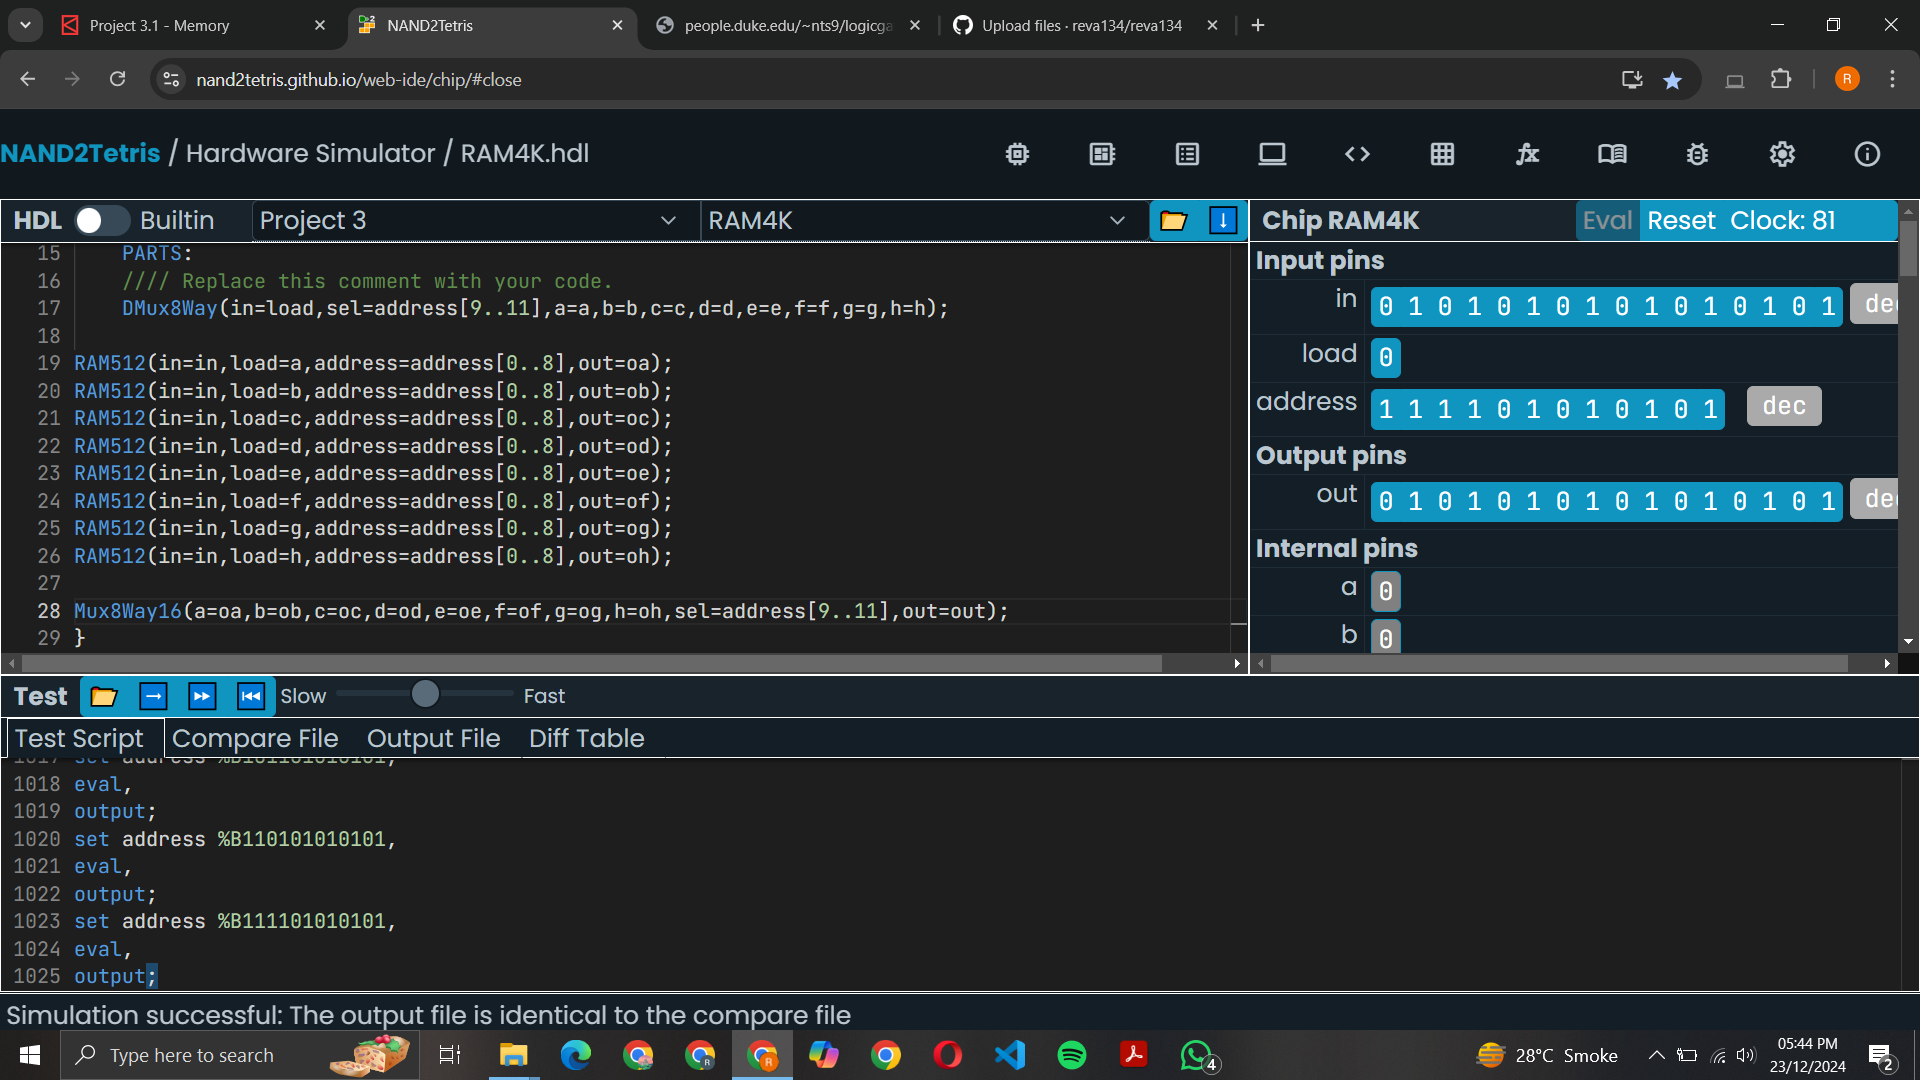 Project 3.1 - Memory
NAND2Tetris
people.duke.edu/~nts9/logicga
Upload files · reva134/reva134
nand2tetris.github.io/web-ide/chip/#close
R
NAND2Tetris / Hardware Simulator / RAM4K.hdl
HDL Builtin Project 3 RAM4K
15 PARTS:
16 //// Replace this comment with your code.
17 DMux8Way(in=load,sel=address[9..11],a=a,b=b,c=c,d=d,e=e,f=f,g=g,h=h);
18
19 RAM512(in=in,load=a,address=address[0..8],out=oa);
20 RAM512(in=in,load=b,address=address[0..8],out=ob);
21 RAM512(in=in,load=c,address=address[0..8],out=oc);
22 RAM512(in=in,load=d,address=address[0..8],out=od);
23 RAM512(in=in,load=e,address=address[0..8],out=oe);
24 RAM512(in=in,load=f,address=address[0..8],out=of);
25 RAM512(in=in,load=g,address=address[0..8],out=og);
26 RAM512(in=in,load=h,address=address[0..8],out=oh);
27
28 Mux8Way16(a=oa,b=ob,c=oc,d=od,e=oe,f=of,g=og,h=oh,sel=address[9..11],out=out);
29 }
Chip RAM4K Eval Reset Clock: 81
Input pins
in 0 1 0 1 0 1 0 1 0 1 0 1 0 1 0 1 dec
load 0
address 1 1 1 1 0 1 0 1 0 1 0 1 dec
Output pins
out 0 1 0 1 0 1 0 1 0 1 0 1 0 1 0 1 dec
Internal pins
a 0
b 0
Test Slow Fast
Test Script Compare File Output File Diff Table
1017 set address %B101101010101,
1018 eval,
1019 output;
1020 set address %B110101010101,
1021 eval,
1022 output;
1023 set address %B111101010101,
1024 eval,
1025 output;
Simulation successful: The output file is identical to the compare file
Type here to search
4
28°C Smoke
05:44 PM
23/12/2024
2